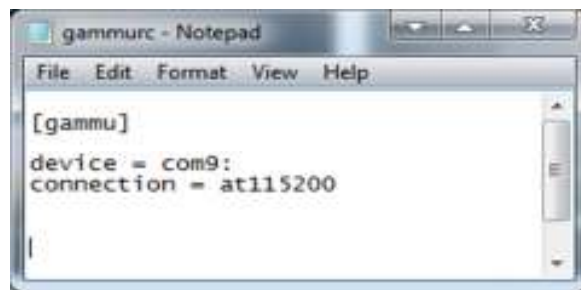 gammurc - Notepad
File Edit Format View Help
[gammu]
device = com9:
connection = at115200